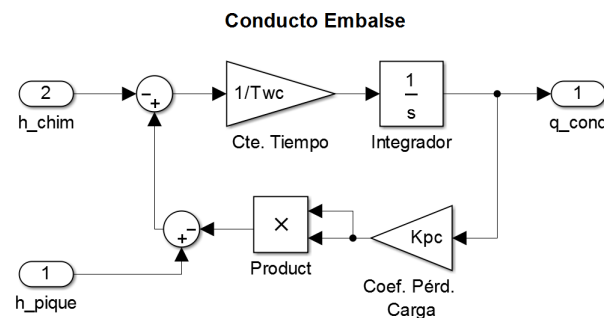 Conducto Embalse
2
h_chim
1/Twc
Cte. Tiempo
1
s
Integrador
1
q_cond
×
Product
Kpc
Coef. Pérd.
Carga
1
h_pique